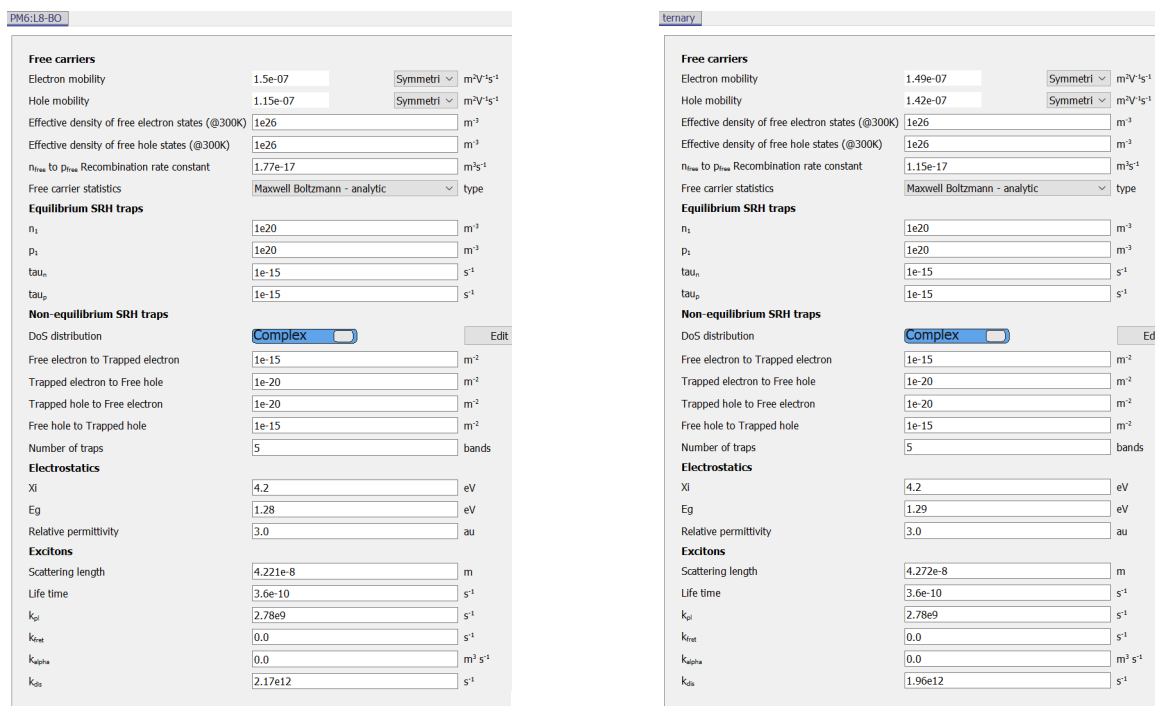 PM6:L8-BO
Free carriers
Electron mobility 1.5e-07 Symmetri m²V⁻¹s⁻¹
Hole mobility 1.15e-07 Symmetri m²V⁻¹s⁻¹
Effective density of free electron states (@300K) 1e26 m⁻³
Effective density of free hole states (@300K) 1e26 m⁻³
n_free to p_free Recombination rate constant 1.77e-17 m³s⁻¹
Free carrier statistics Maxwell Boltzmann - analytic type
Equilibrium SRH traps
n₁ 1e20 m⁻³
p₁ 1e20 m⁻³
tauₙ 1e-15 s⁻¹
tauₚ 1e-15 s⁻¹
Non-equilibrium SRH traps
DoS distribution Complex Edit
Free electron to Trapped electron 1e-15 m⁻²
Trapped electron to Free hole 1e-20 m⁻²
Trapped hole to Free electron 1e-20 m⁻²
Free hole to Trapped hole 1e-15 m⁻²
Number of traps 5 bands
Electrostatics
Xi 4.2 eV
Eg 1.28 eV
Relative permittivity 3.0 au
Excitons
Scattering length 4.221e-8 m
Life time 3.6e-10 s⁻¹
k_pl 2.78e9 s⁻¹
k_fret 0.0 s⁻¹
k_alpha 0.0 m³ s⁻¹
k_dis 2.17e12 s⁻¹
ternary
Free carriers
Electron mobility 1.49e-07 Symmetri m²V⁻¹s⁻¹
Hole mobility 1.42e-07 Symmetri m²V⁻¹s⁻¹
Effective density of free electron states (@300K) 1e26 m⁻³
Effective density of free hole states (@300K) 1e26 m⁻³
n_free to p_free Recombination rate constant 1.15e-17 m³s⁻¹
Free carrier statistics Maxwell Boltzmann - analytic type
Equilibrium SRH traps
n₁ 1e20 m⁻³
p₁ 1e20 m⁻³
tauₙ 1e-15 s⁻¹
tauₚ 1e-15 s⁻¹
Non-equilibrium SRH traps
DoS distribution Complex Ed
Free electron to Trapped electron 1e-15 m⁻²
Trapped electron to Free hole 1e-20 m⁻²
Trapped hole to Free electron 1e-20 m⁻²
Free hole to Trapped hole 1e-15 m⁻²
Number of traps 5 bands
Electrostatics
Xi 4.2 eV
Eg 1.29 eV
Relative permittivity 3.0 au
Excitons
Scattering length 4.272e-8 m
Life time 3.6e-10 s⁻¹
k_pl 2.78e9 s⁻¹
k_fret 0.0 s⁻¹
k_alpha 0.0 m³ s⁻¹
k_dis 1.96e12 s⁻¹